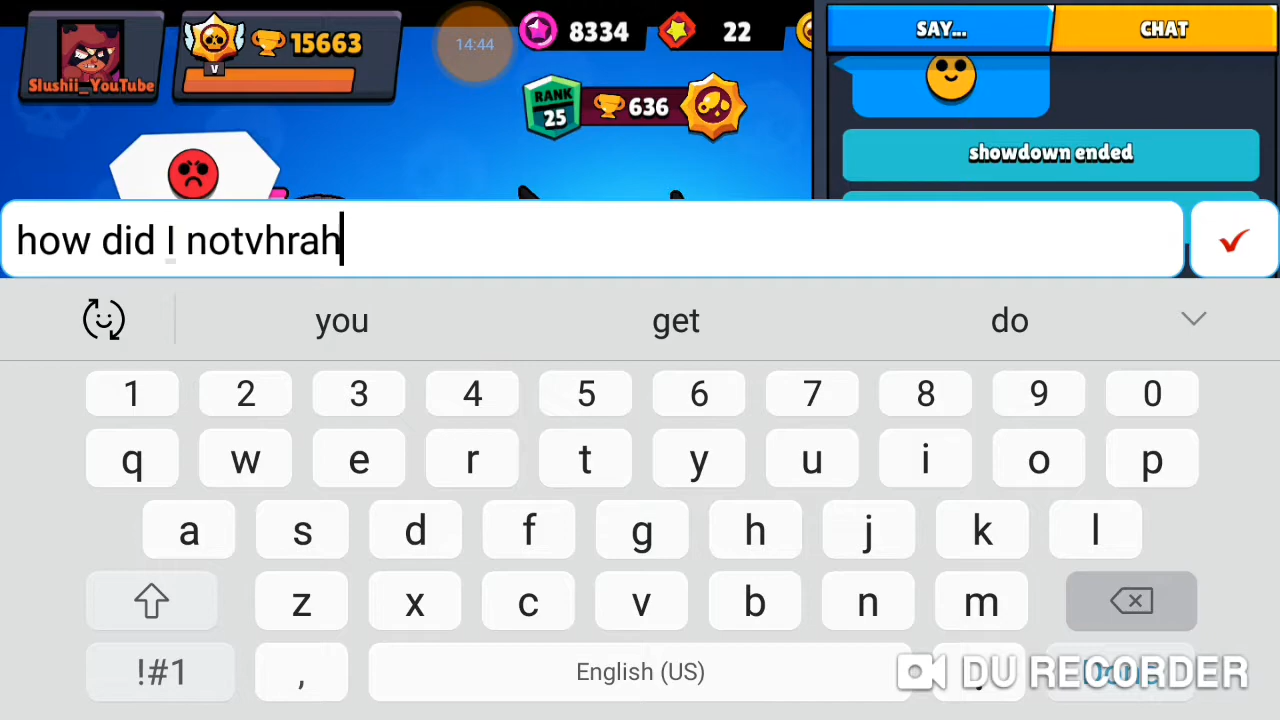 Slushii_YouTube
V
15663
14:44
8334
22
RANK
25
636
SAY...
CHAT
showdown ended
how did I notvhrah
you
get
do
1 2 3 4 5 6 7 8 9 0
q w e r t y u i o p
a s d f g h j k l
z x c v b n m
!#1
,
English (US)
.
Done
DU RECORDER